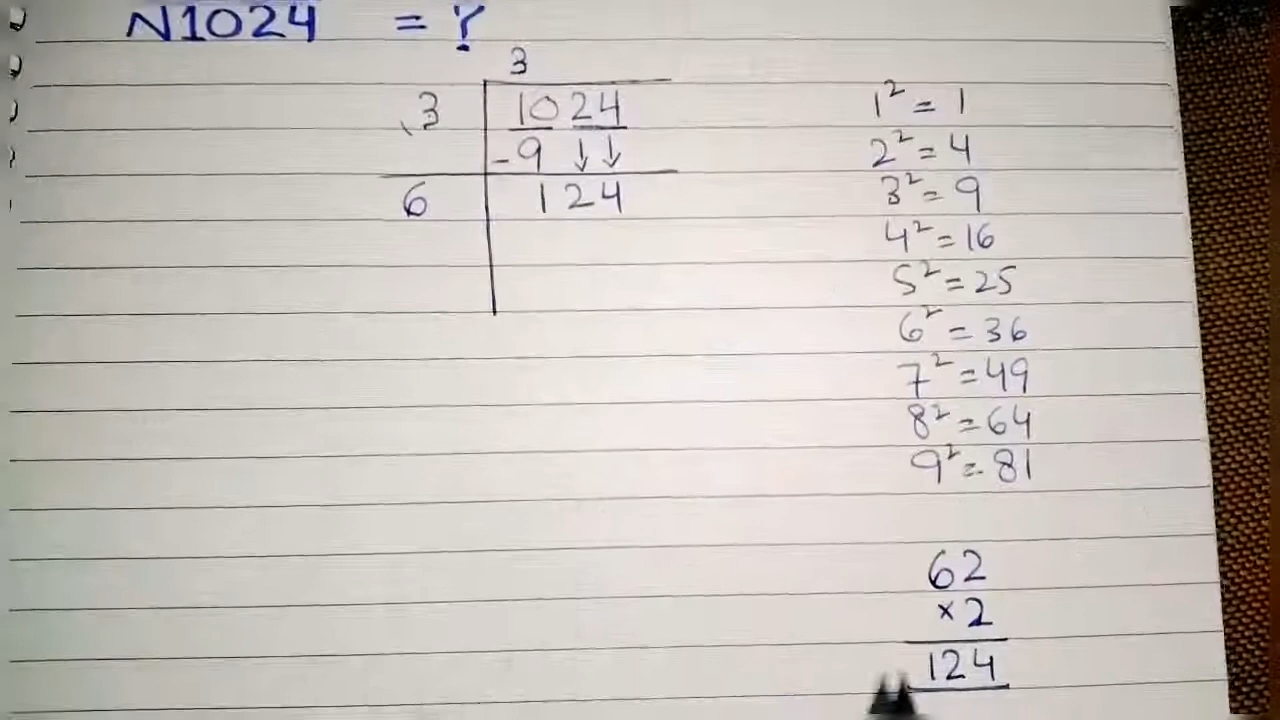 √1024 = ?
3
3 1024
-9 ↓↓
6 124
1² = 1
2² = 4
3² = 9
4² = 16
5² = 25
6² = 36
7² = 49
8² = 64
9² = 81
62
×2
124